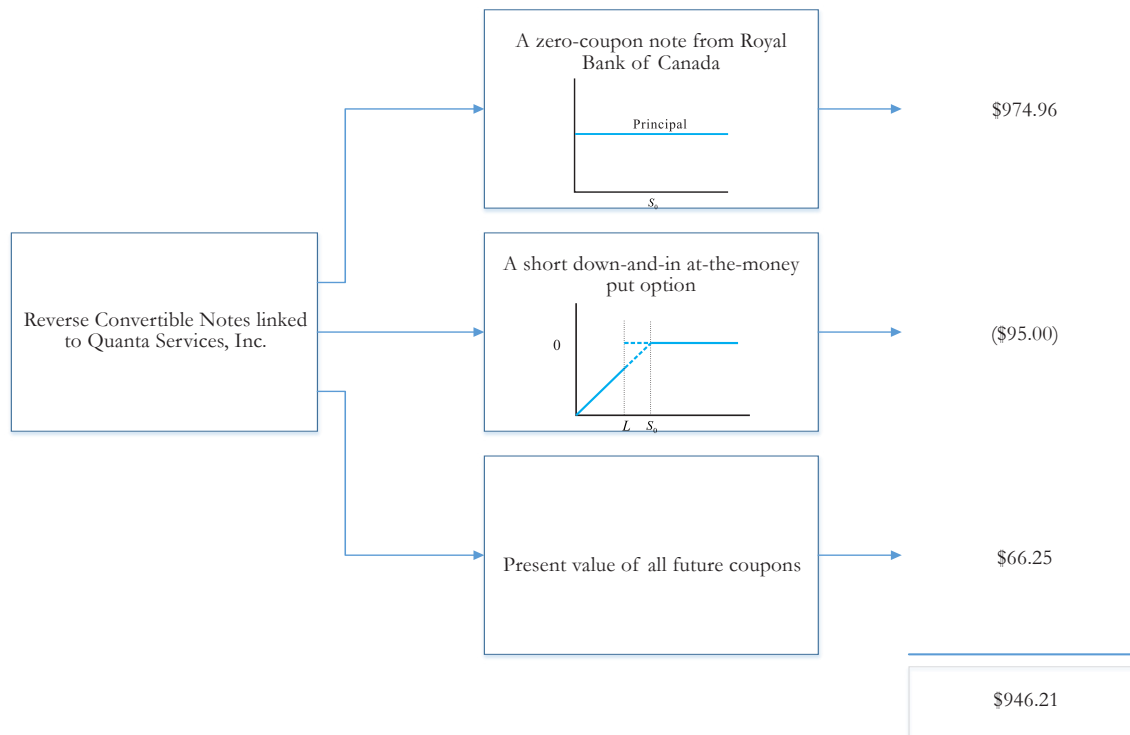 A zero-coupon note from Royal
Bank of Canada
Principal
S₀
$974.96
Reverse Convertible Notes linked
to Quanta Services, Inc.
A short down-and-in at-the-money
put option
0
L
S₀
($95.00)
Present value of all future coupons
$66.25
$946.21